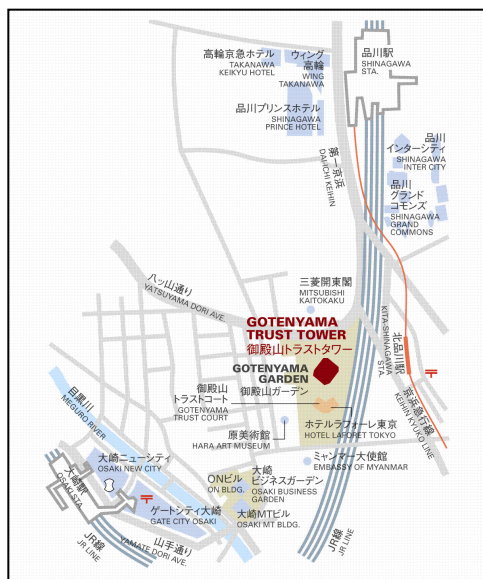 高輪京急ホテル
TAKANAWA
KEIKYU HOTEL
ウィング
高輪
WING
TAKANAWA
品川駅
SHINAGAWA
STA.
品川プリンスホテル
SHINAGAWA
PRINCE HOTEL
第一京浜
DAIICHI KEIHIN
品川
インターシティ
SHINAGAWA
INTER CITY
品川
グランド
コモンズ
SHINAGAWA
GRAND
COMMONS
八ッ山通り
YATSUYAMA DORI AVE.
三菱開東閣
MITSUBISHI
KAITOKAKU
GOTENYAMA
TRUST TOWER
御殿山トラストタワー
GOTENYAMA
GARDEN
御殿山ガーデン
北品川駅
KITA-SHINAGAWA
STA.
京浜急行線
KEIHIN KYUKO LINE
御殿山
トラストコート
GOTENYAMA
TRUST COURT
ホテルラフォーレ東京
HOTEL LAFORET TOKYO
原美術館
HARA ART MUSEUM
ミャンマー大使館
EMBASSY OF MYANMAR
目黒川
MEGURO RIVER
大崎ニューシティ
OSAKI NEW CITY
大崎駅
OSAKI STA.
ONビル
ON BLDG.
大崎
ビジネスガーデン
OSAKI BUSINESS
GARDEN
ゲートシティ大崎
GATE CITY OSAKI
大崎MTビル
OSAKI MT BLDG.
山手通り
YAMATE DORI AVE.
JR線
JR LINE
JR線
JR LINE